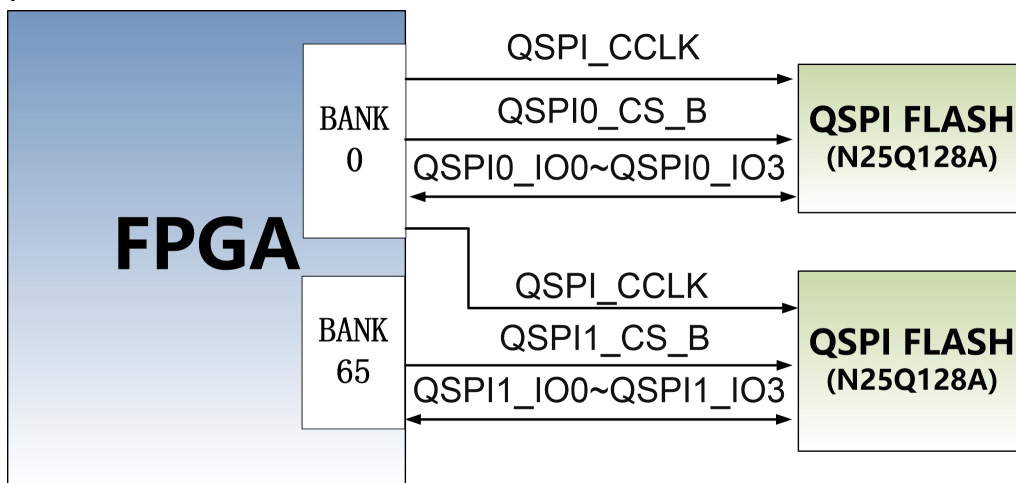 QSPI_CCLK
BANK
0
QSPI0_CS_B
QSPI0_IO0~QSPI0_IO3
QSPI FLASH
(N25Q128A)
FPGA
BANK
65
QSPI_CCLK
QSPI1_CS_B
QSPI1_IO0~QSPI1_IO3
QSPI FLASH
(N25Q128A)